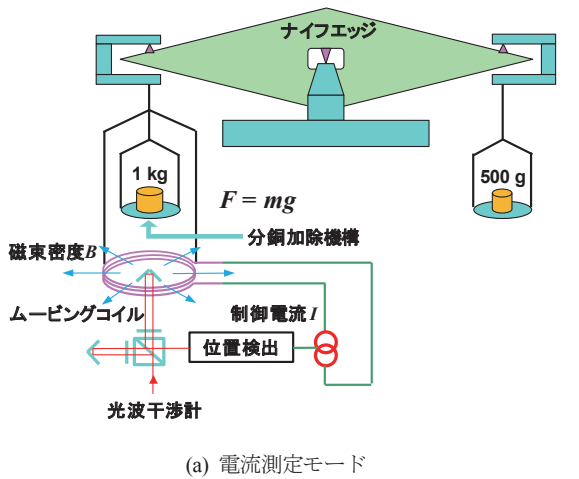 ナイフエッジ
1 kg
500 g
F = mg
分銅加除機構
磁束密度B
ムービングコイル
制御電流 I
位置検出
光波干渉計
(a) 電流測定モード